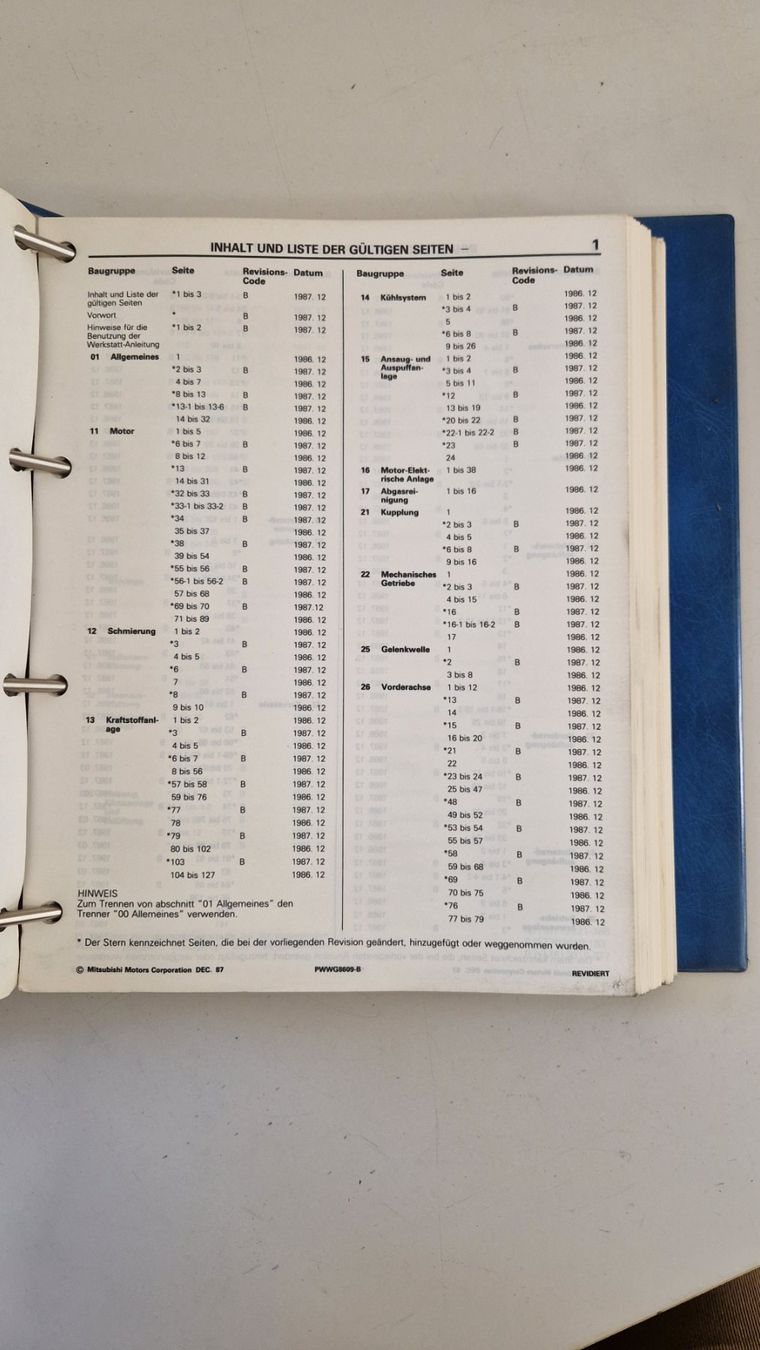 INHALT UND LISTE DER GÜLTIGEN SEITEN – 1
Baugruppe Seite Revisions-Code Datum
Inhalt und Liste der gültigen Seiten *1 bis 3 B 1987. 12
Vorwort * B 1987. 12
Hinweise für die Benutzung der Werkstatt-Anleitung *1 bis 2 B 1987. 12
01 Allgemeines 1 1986. 12
*2 bis 3 B 1987. 12
4 bis 7 1986. 12
*8 bis 13 B 1987. 12
*13-1 bis 13-6 B 1987. 12
14 bis 32 1986. 12
11 Motor 1 bis 5 1986. 12
*6 bis 7 B 1987. 12
8 bis 12 1986. 12
*13 B 1987. 12
14 bis 31 1986. 12
*32 bis 33 B 1987. 12
*33-1 bis 33-2 B 1987. 12
*34 B 1987. 12
35 bis 37 1986. 12
*38 B 1987. 12
39 bis 54 1986. 12
*55 bis 56 B 1987. 12
*56-1 bis 56-2 B 1987. 12
57 bis 68 1986. 12
*69 bis 70 B 1987.12
71 bis 89 1986. 12
12 Schmierung 1 bis 2 1986. 12
*3 B 1987. 12
4 bis 5 1986. 12
*6 B 1987. 12
7 1986. 12
*8 B 1987. 12
9 bis 10 1986. 12
13 Kraftstoffanl-age 1 bis 2 1986. 12
*3 B 1987. 12
4 bis 5 1986. 12
*6 bis 7 B 1987. 12
8 bis 56 1986. 12
*57 bis 58 B 1987. 12
59 bis 76 1986. 12
*77 B 1987. 12
78 1986. 12
*79 B 1987. 12
80 bis 102 1986. 12
*103 B 1987. 12
104 bis 127 1986. 12
HINWEIS
Zum Trennen von abschnitt "01 Allgemeines" den
Trenner "00 Allemeines" verwenden.
Baugruppe Seite Revisions-Code Datum
14 Kühlsystem 1 bis 2 1986. 12
*3 bis 4 B 1987. 12
5 1986. 12
*6 bis 8 B 1987. 12
9 bis 26 1986. 12
15 Ansaug- und Auspuffan-lage 1 bis 2 1986. 12
*3 bis 4 B 1987. 12
5 bis 11 1986. 12
*12 B 1987. 12
13 bis 19 1986. 12
*20 bis 22 B 1987. 12
*22-1 bis 22-2 B 1987. 12
*23 B 1987. 12
24 1986. 12
16 Motor-Elekt-rische Anlage 1 bis 38 1986. 12
17 Abgasrei-nigung 1 bis 16 1986. 12
21 Kupplung 1 1986. 12
*2 bis 3 B 1987. 12
4 bis 5 1986. 12
*6 bis 8 B 1987. 12
9 bis 16 1986. 12
22 Mechanisches Getriebe 1 1986. 12
*2 bis 3 B 1987. 12
4 bis 15 1986. 12
*16 B 1987. 12
*16-1 bis 16-2 B 1987. 12
17 1986. 12
25 Gelenkwelle 1 1986. 12
*2 B 1987. 12
3 bis 8 1986. 12
26 Vorderachse 1 bis 12 1986. 12
*13 B 1987. 12
14 1986. 12
*15 B 1987. 12
16 bis 20 1986. 12
*21 B 1987. 12
22 1986. 12
*23 bis 24 B 1987. 12
25 bis 47 1986. 12
*48 B 1987. 12
49 bis 52 1986. 12
*53 bis 54 B 1987. 12
55 bis 57 1986. 12
*58 B 1987. 12
59 bis 68 1986. 12
*69 B 1987. 12
70 bis 75 1986. 12
*76 B 1987. 12
77 bis 79 1986. 12
* Der Stern kennzeichnet Seiten, die bei der vorliegenden Revision geändert, hinzugefügt oder weggenommen wurden.
© Mitsubishi Motors Corporation DEC. 87 PWWG8609-B REVIDIERT